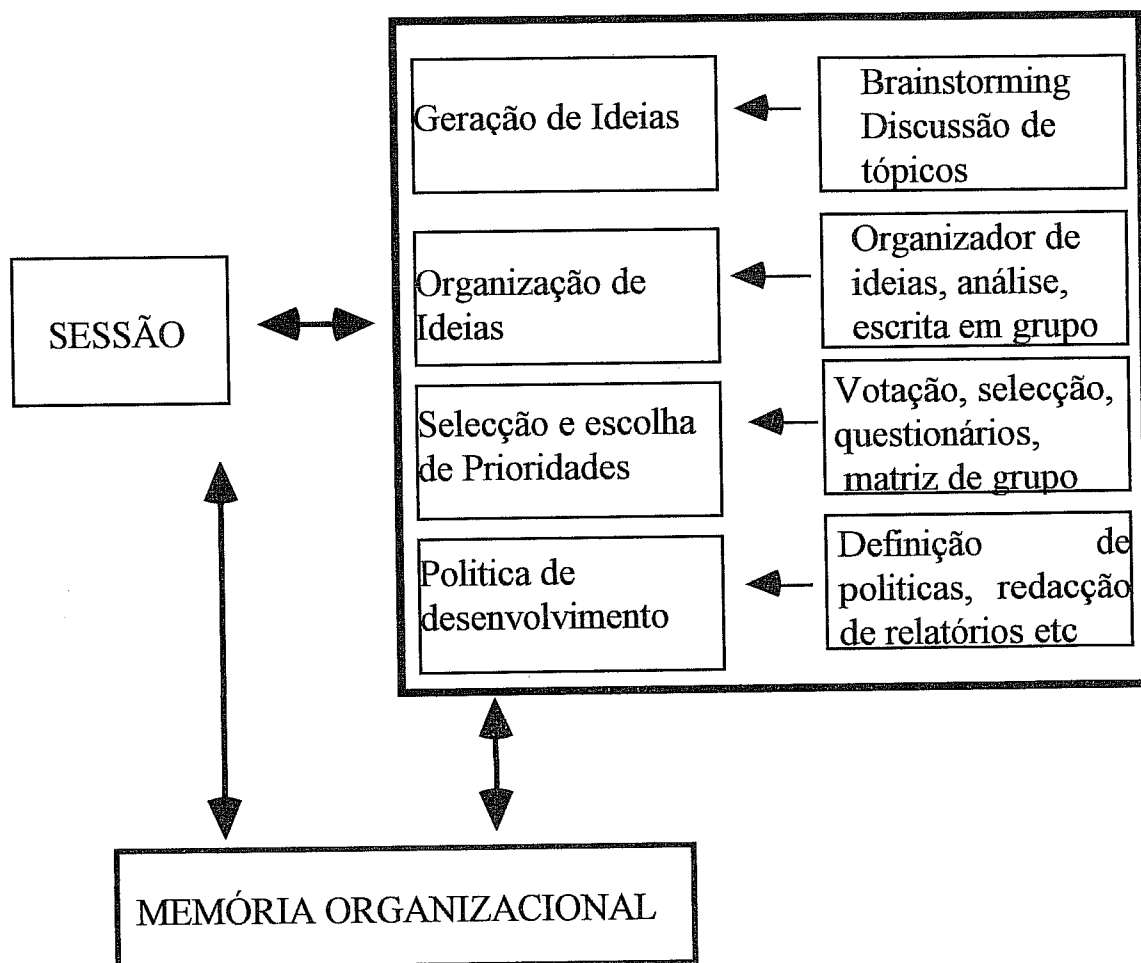 Geração de Ideias
Brainstorming
Discussão de
tópicos
SESSÃO
Organização de
Ideias
Organizador de
ideias, análise,
escrita em grupo
Selecção e escolha
de Prioridades
Votação, selecção,
questionários,
matriz de grupo
Politica de
desenvolvimento
Definição de
politicas, redacção
de relatórios etc
MEMÓRIA ORGANIZACIONAL